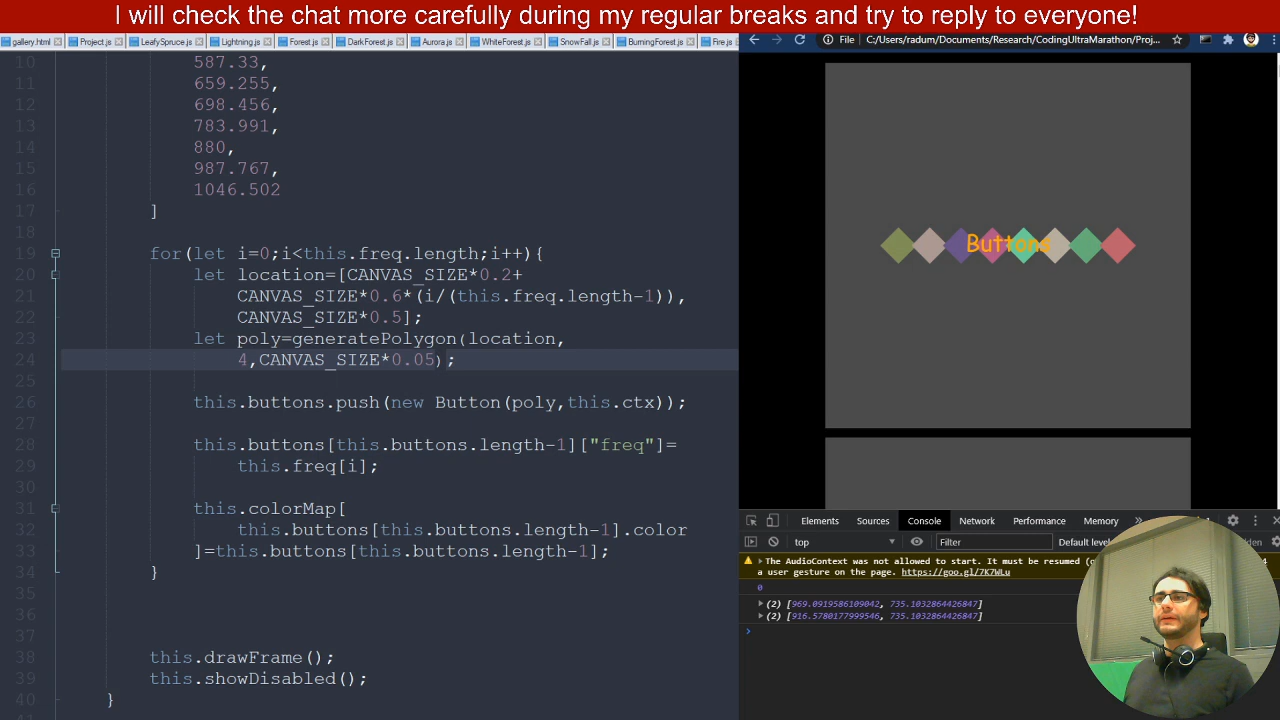 I will check the chat more carefully during my regular breaks and try to reply to everyone!
gallery.html Project.js LeafySpruce.js Lightning.js Forest.js DarkForest.js Aurora.js WhiteForest.js SnowFall.js BurningForest.js Fire.js
File C:/Users/radum/Documents/Research/CodingUltraMarathon/Proj...
10 587.33,
11 659.255,
12 698.456,
13 783.991,
14 880,
15 987.767,
16 1046.502
17 ]
18
19 for(let i=0;i<this.freq.length;i++){
20 let location=[CANVAS_SIZE*0.2+
21 CANVAS_SIZE*0.6*(i/(this.freq.length-1)),
22 CANVAS_SIZE*0.5];
23 let poly=generatePolygon(location,
24 4,CANVAS_SIZE*0.05);
25
26 this.buttons.push(new Button(poly,this.ctx));
27
28 this.buttons[this.buttons.length-1]["freq"]=
29 this.freq[i];
30
31 this.colorMap[
32 this.buttons[this.buttons.length-1].color
33 ]=this.buttons[this.buttons.length-1];
34 }
35
36
37
38 this.drawFrame();
39 this.showDisabled();
40 }
Buttons
Elements Sources Console Network Performance Memory »
top Filter Default leve
The AudioContext was not allowed to start. It must be resumed (
a user gesture on the page. https://goo.gl/7K7WLu
0
(2) [969.0919586109042, 735.1032864426847]
(2) [916.5780177999546, 735.1032864426847]